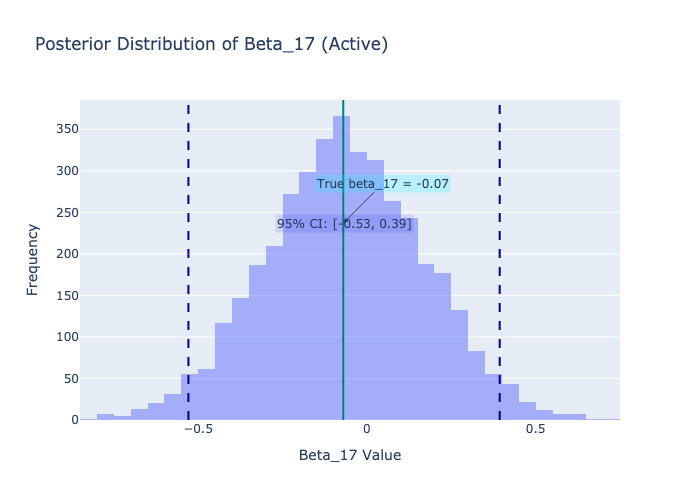 Posterior Distribution of Beta_17 (Active)
350
300
250
200
150
100
50
0
Frequency
True beta_17 = -0.07
95% CI: [-0.53, 0.39]
−0.5
0
0.5
Beta_17 Value